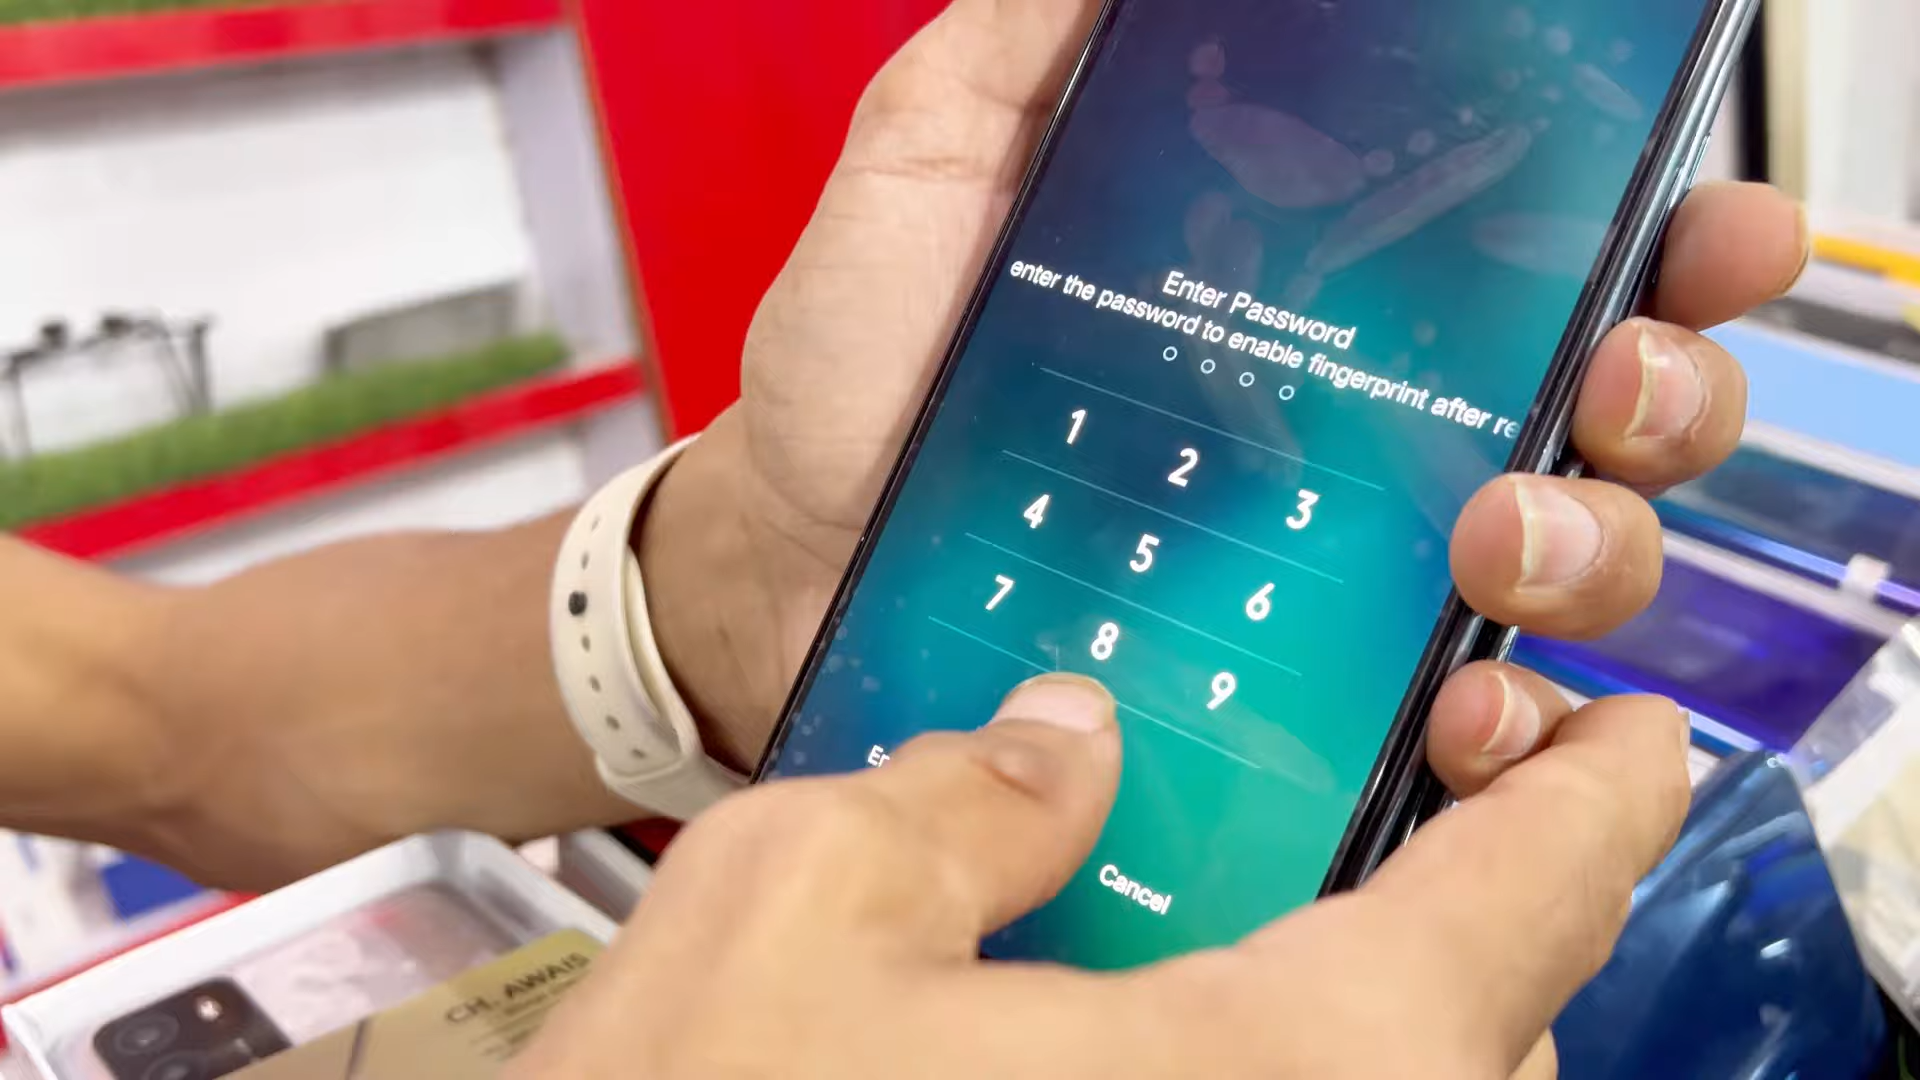 Enter Password
enter the password to enable fingerprint after re
1 2 3
4 5 6
7 8 9
Er
Cancel
CH. AWAIS